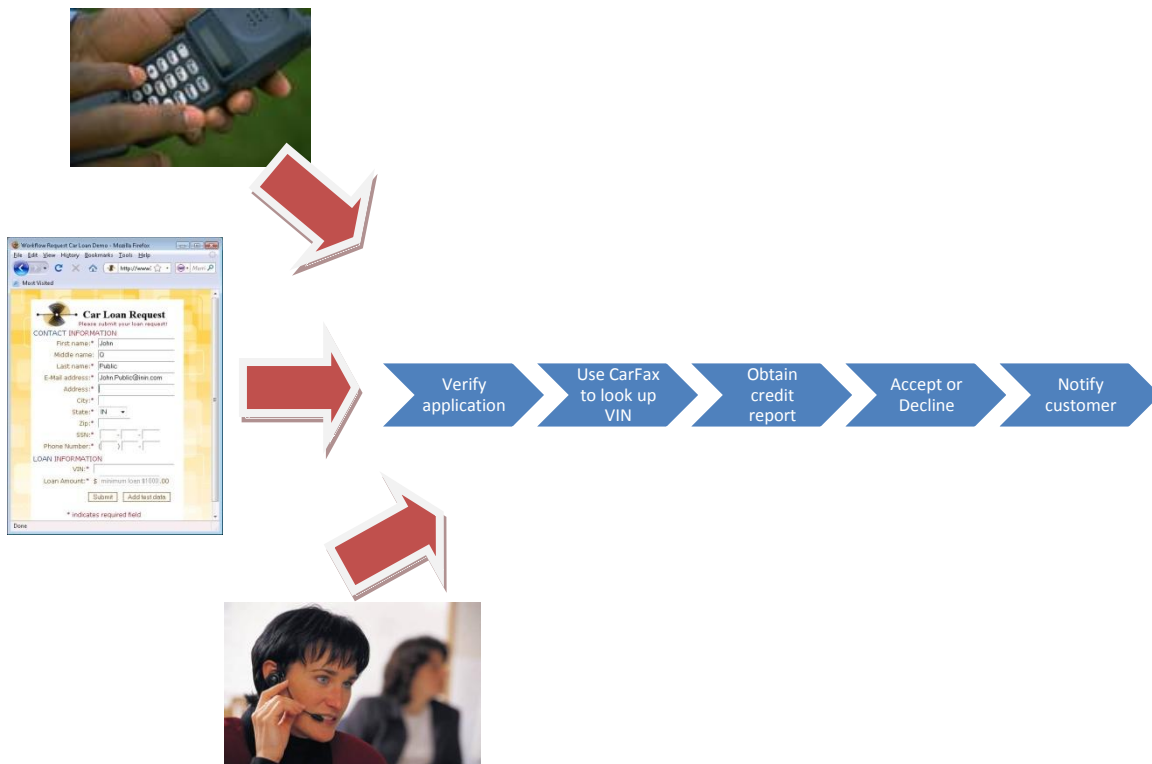 Workflow Request Car Loan Demo - Mozilla Firefox
File Edit View History Bookmarks Tools Help
http://www.
Most Visited
Car Loan Request
Please submit your loan request!
CONTACT INFORMATION
First name:* John
Middle name: Q
Last name:* Public
E-Mail address:* John.Public@inin.com
Address:*
City:*
State:* IN
Zip:*
SSN:* - -
Phone Number:* ( ) -
LOAN INFORMATION
VIN:*
Loan Amount:* $ minimum loan $1500 .00
Submit Add test data
* indicates required field
Done
Verify
application
Use CarFax
to look up
VIN
Obtain
credit
report
Accept or
Decline
Notify
customer